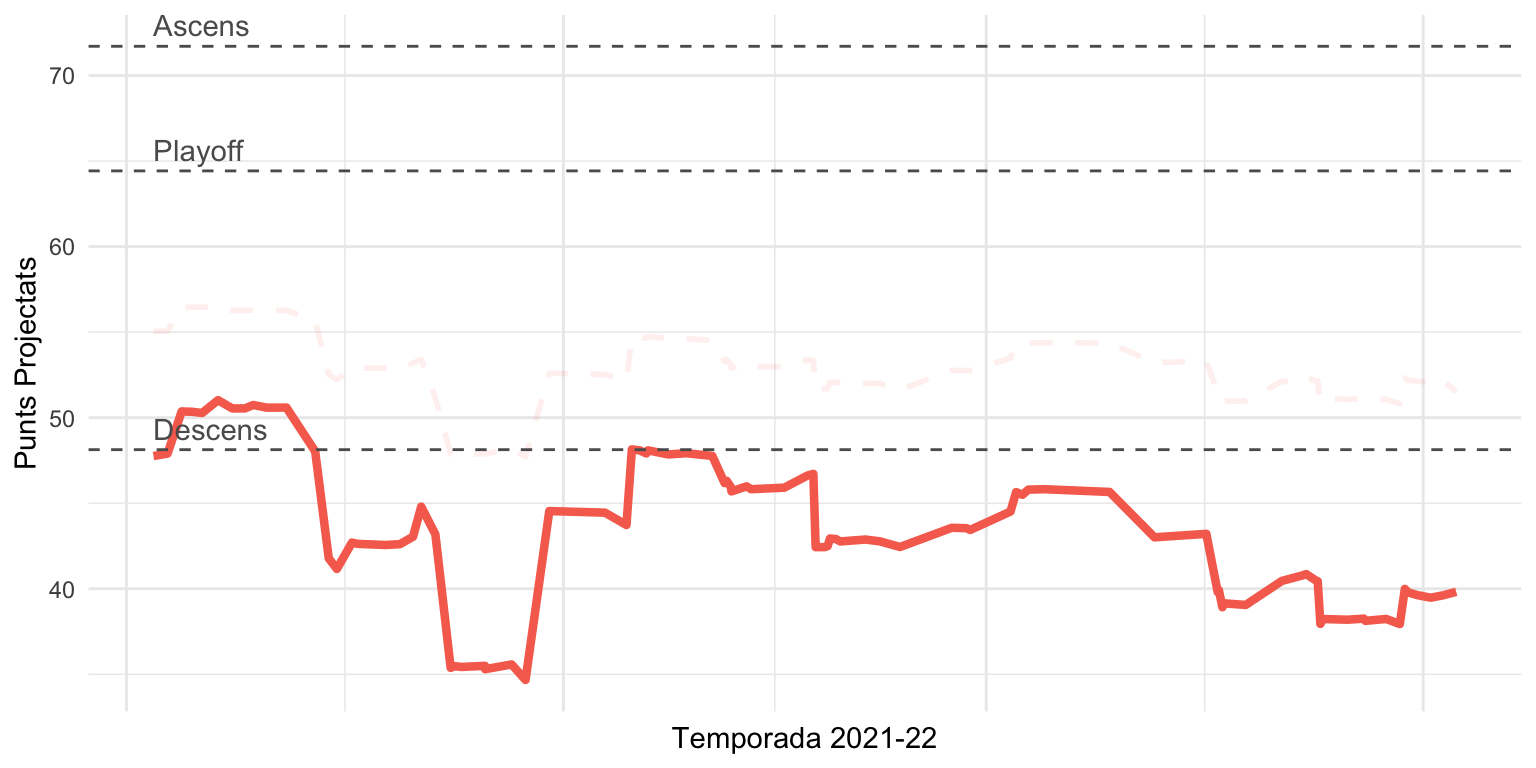 Ascens
70
Playoff
60
Punts Projectats
50
Descens
40
Temporada 2021-22